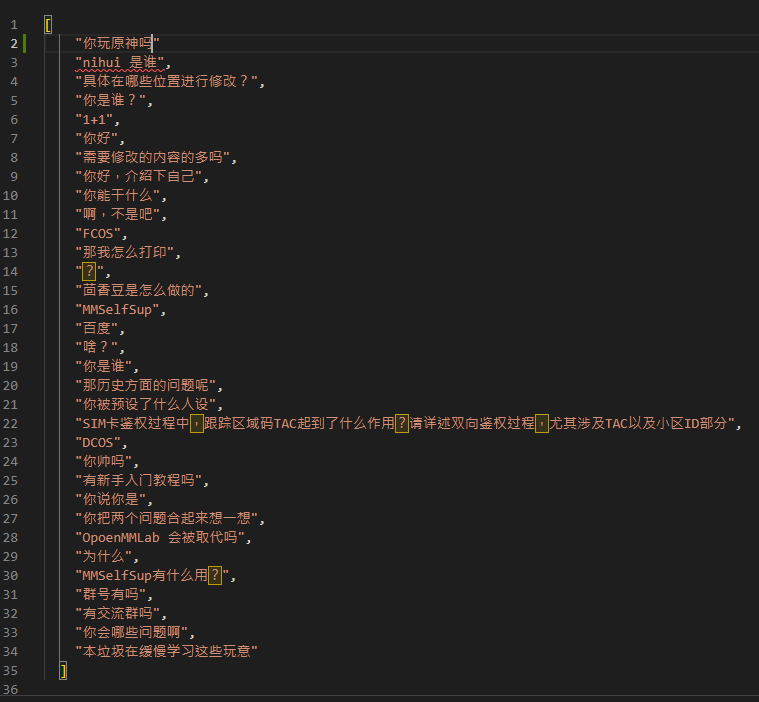 1 [
2 "你玩原神吗"
3 "nihui 是谁",
4 "具体在哪些位置进行修改？",
5 "你是谁？",
6 "1+1",
7 "你好",
8 "需要修改的内容的多吗",
9 "你好，介紹下自己",
10 "你能干什么",
11 "啊，不是吧",
12 "FCOS",
13 "那我怎么打印",
14 "？",
15 "茴香豆是怎么做的",
16 "MMSelfSup",
17 "百度",
18 "啥？",
19 "你是谁",
20 "那历史方面的问题呢",
21 "你被预设了什么人设",
22 "SIM卡鉴权过程中，跟踪区域码TAC起到了什么作用？请详述双向鉴权过程，尤其涉及TAC以及小区ID部分",
23 "DCOS",
24 "你帅吗",
25 "有新手入门教程吗",
26 "你说你是",
27 "你把两个问题合起来想一想",
28 "OpoenMMLab 会被取代吗",
29 "为什么",
30 "MMSelfSup有什么用？",
31 "群号有吗",
32 "有交流群吗",
33 "你会哪些问题啊",
34 "本垃圾在缓慢学习这些玩意"
35 ]
36